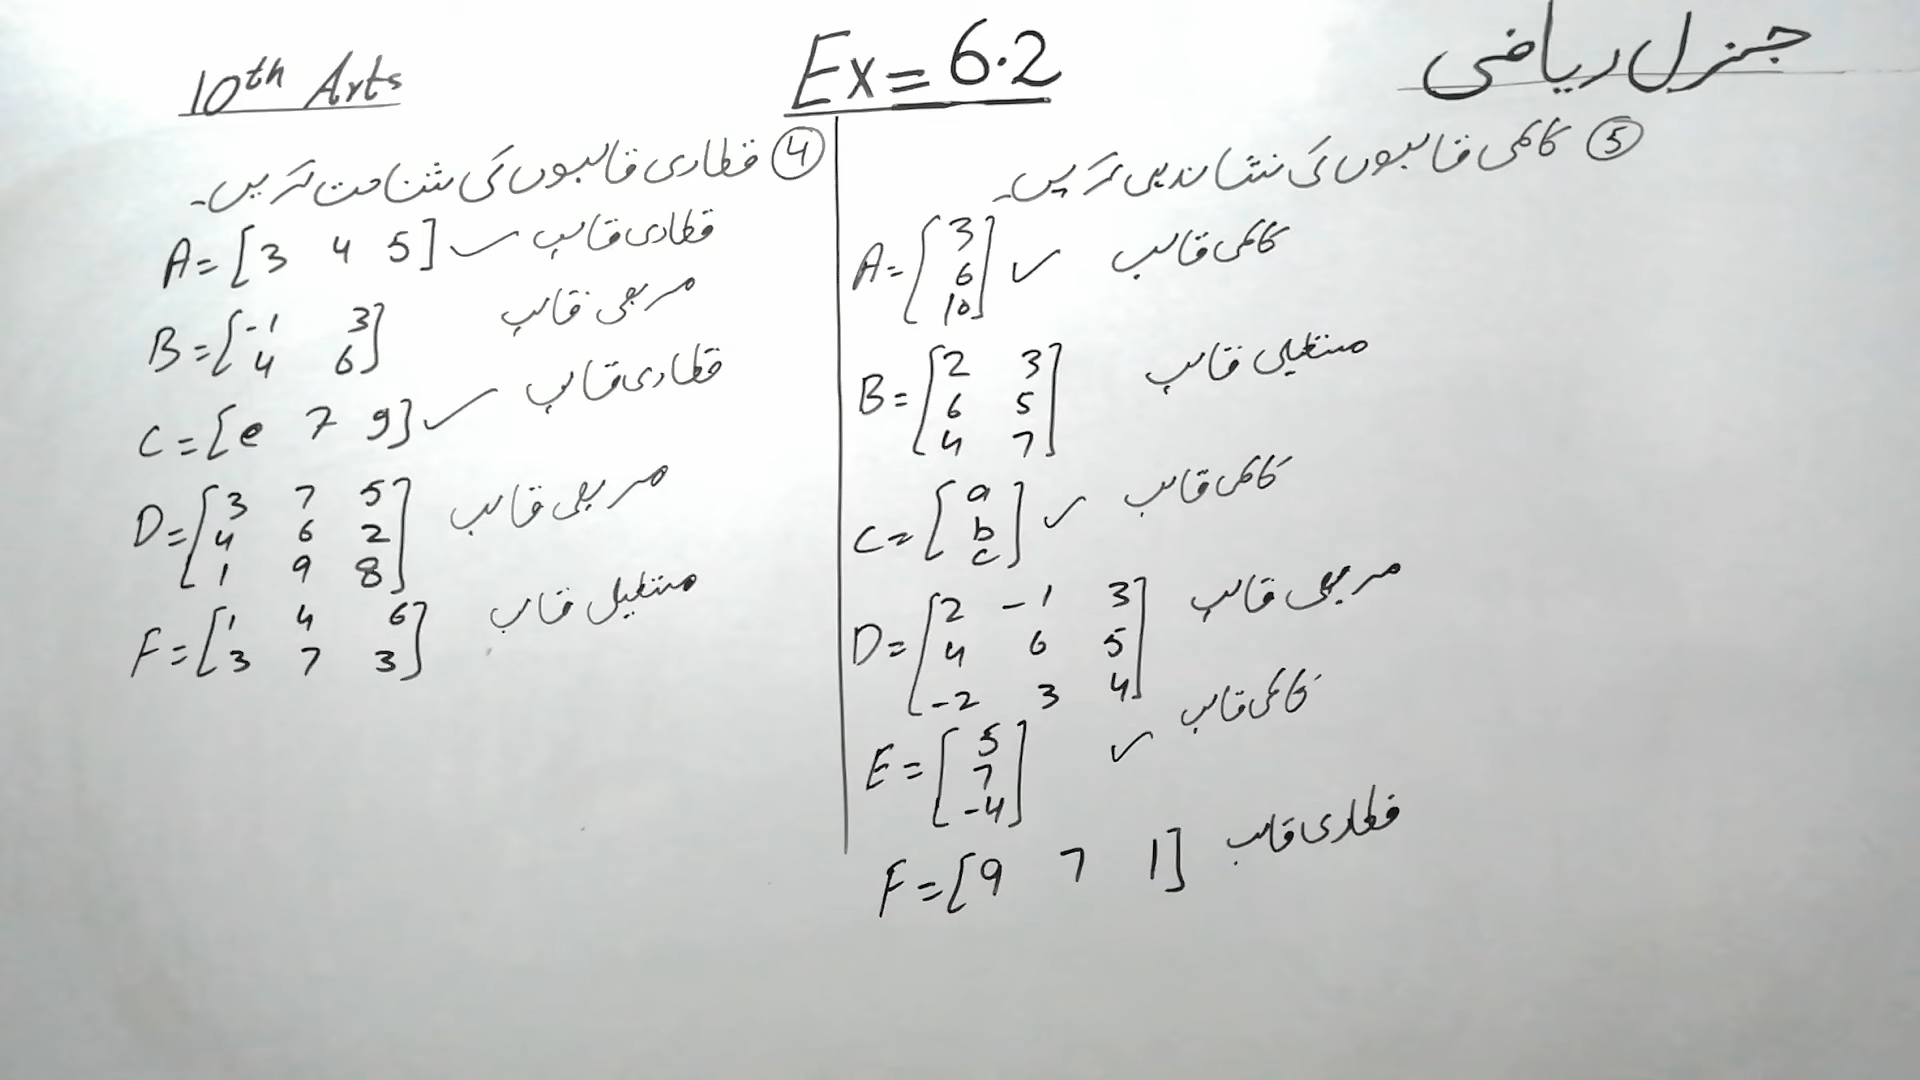 10th Arts
Ex = 6.2
جنرل ریاضی
④ قطاری قالبوں کی شناخت کریں۔
A = [3 4 5] ✓ قطاری قالب
B = [-1 3
4 6] مربعی قالب
C = [e 7 9] ✓ قطاری قالب
D = [3 7 5
4 6 2
1 9 8] مربعی قالب
F = [1 4 6
3 7 3] مستطیل قالب
⑤ کالمی قالبوں کی نشاندہی کریں۔
A = [3
6
10] ✓ کالمی قالب
B = [2 3
6 5
4 7] مستطیلی قالب
C = [a
b
c] ✓ کالمی قالب
D = [2 -1 3
4 6 5
-2 3 4] مربعی قالب
E = [5
7
-4] ✓ کالمی قالب
F = [9 7 1] قطاری قالب